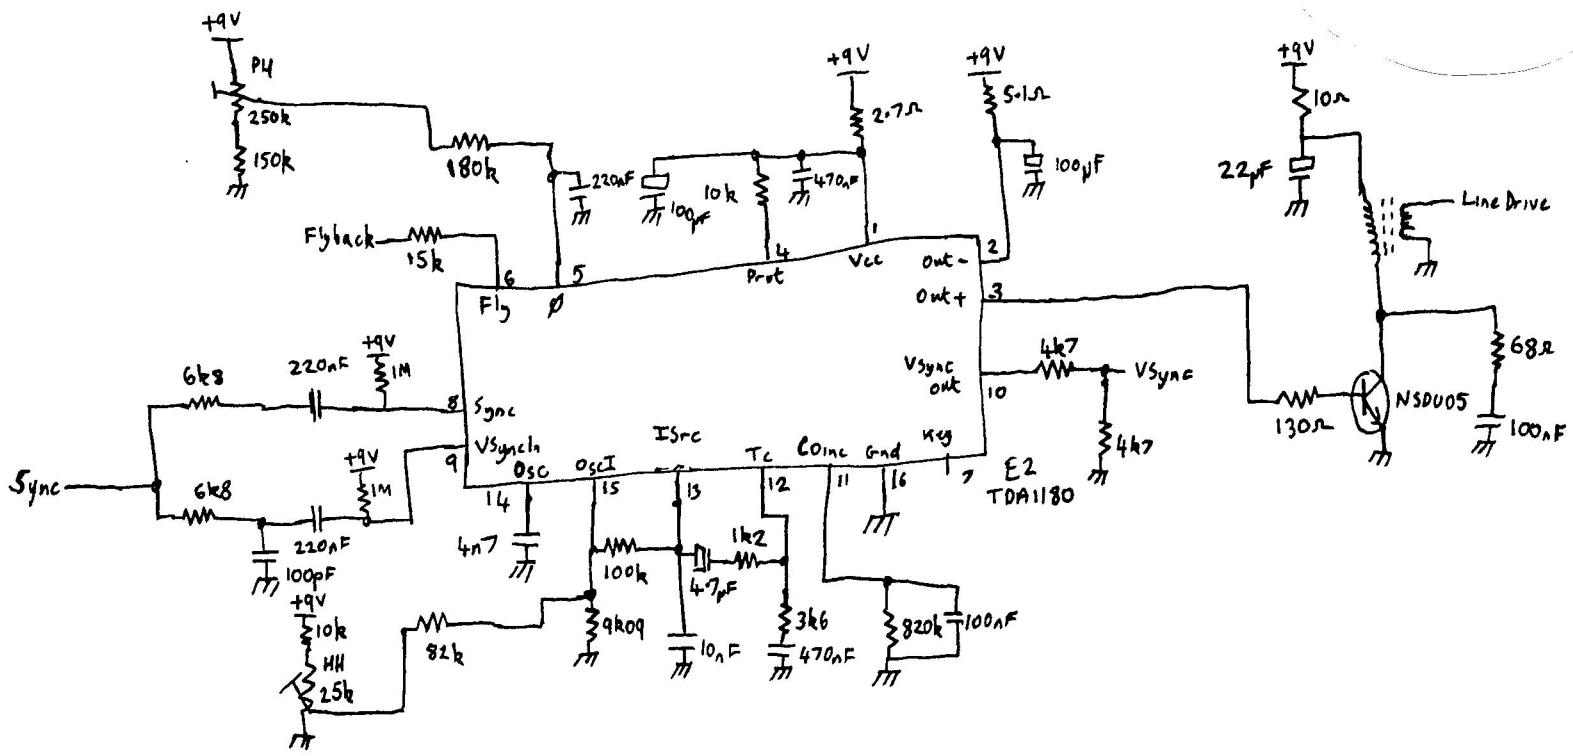 +9V
PH
250k
150k
180k
220nF
100µF
10k
470nF
+9V
2.7Ω
+9V
5.1Ω
100µF
+9V
10Ω
22µF
Line Drive
Flyback
15k
6
5
4
1
2
Fly
Ø
Prot
Vcc
Out-
Out+
3
+9V
1M
6k8
220nF
8
Sync
VSyncIn
9
VSync
out
10
4k7
VSync
4k7
130Ω
NSDU05
68Ω
100nF
Sync
+9V
1M
6k8
220nF
100pF
Osc
OscI
ISrc
Tc
COinc
Gnd
Key
14
15
13
12
11
16
7
E2
TDA1180
4n7
100k
4.7µF
1k2
+9V
10k
HH
25k
82k
9k09
10nF
3k6
470nF
820k
100nF